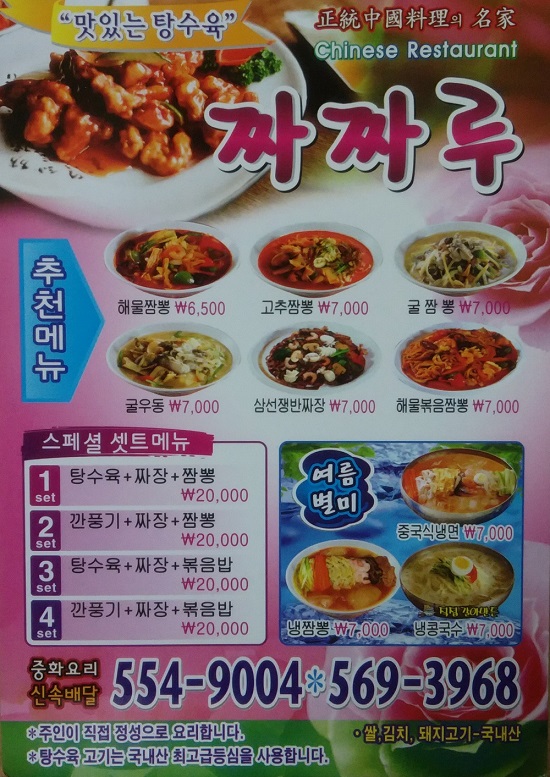 “맛있는 탕수육”
正統中國料理의 名家
Chinese Restaurant
짜짜루
추천메뉴
해물짬뽕 ₩6,500
고추짬뽕 ₩7,000
굴 짬 뽕 ₩7,000
굴우동 ₩7,000
삼선쟁반짜장 ₩7,000
해물볶음짬뽕 ₩7,000
스페셜 셋트메뉴
1 set 탕수육+짜장+짬뽕
₩20,000
2 set 깐풍기+짜장+짬뽕
₩20,000
3 set 탕수육+짜장+볶음밥
₩20,000
4 set 깐풍기+짜장+볶음밥
₩20,000
여름
별미
중국식냉면 ₩7,000
냉짬뽕 ₩7,000
냉콩국수 ₩7,000
중화요리
신속배달
554-9004*569-3968
*주인이 직접 정성으로 요리합니다.
*탕수육 고기는 국내산 최고급등심을 사용합니다.
·쌀,김치, 돼지고기-국내산